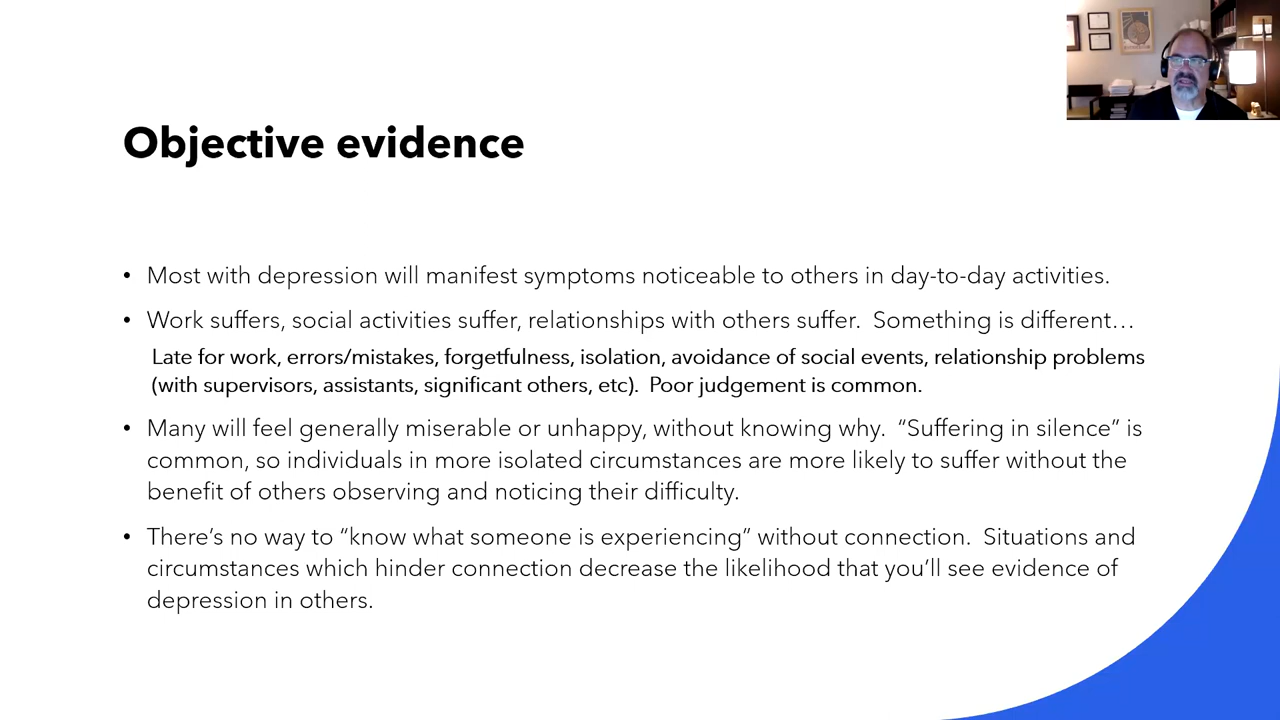 Objective evidence
• Most with depression will manifest symptoms noticeable to others in day-to-day activities.
• Work suffers, social activities suffer, relationships with others suffer.  Something is different…
Late for work, errors/mistakes, forgetfulness, isolation, avoidance of social events, relationship problems
(with supervisors, assistants, significant others, etc).  Poor judgement is common.
• Many will feel generally miserable or unhappy, without knowing why.  “Suffering in silence” is
common, so individuals in more isolated circumstances are more likely to suffer without the
benefit of others observing and noticing their difficulty.
• There’s no way to “know what someone is experiencing” without connection.  Situations and
circumstances which hinder connection decrease the likelihood that you’ll see evidence of
depression in others.